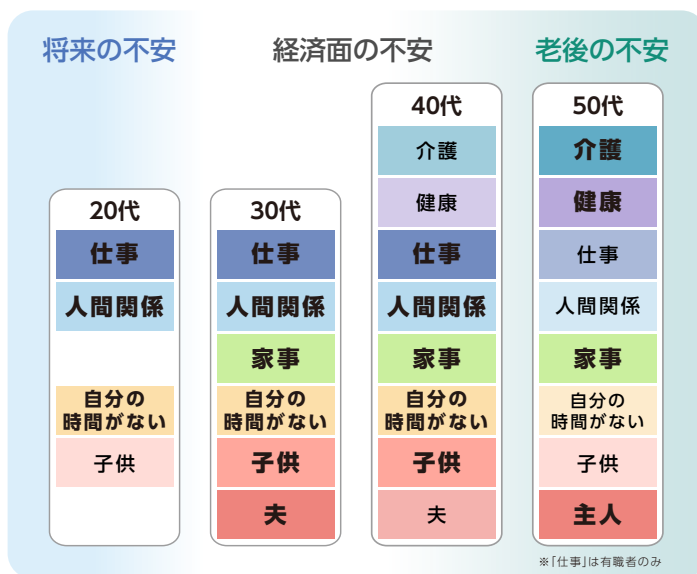 将来の不安
経済面の不安
老後の不安
20代
仕事
人間関係
自分の
時間がない
子供
30代
仕事
人間関係
家事
自分の
時間がない
子供
夫
40代
介護
健康
仕事
人間関係
家事
自分の
時間がない
子供
夫
50代
介護
健康
仕事
人間関係
家事
自分の
時間がない
子供
主人
※「仕事」は有職者のみ